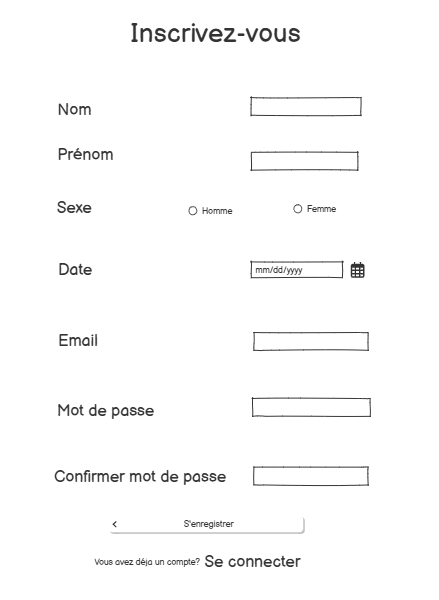 Inscrivez-vous
Nom
Prénom
Sexe
Homme
Femme
Date
mm/dd/yyyy
Email
Mot de passe
Confirmer mot de passe
S'enregistrer
Vous avez déja un compte? Se connecter